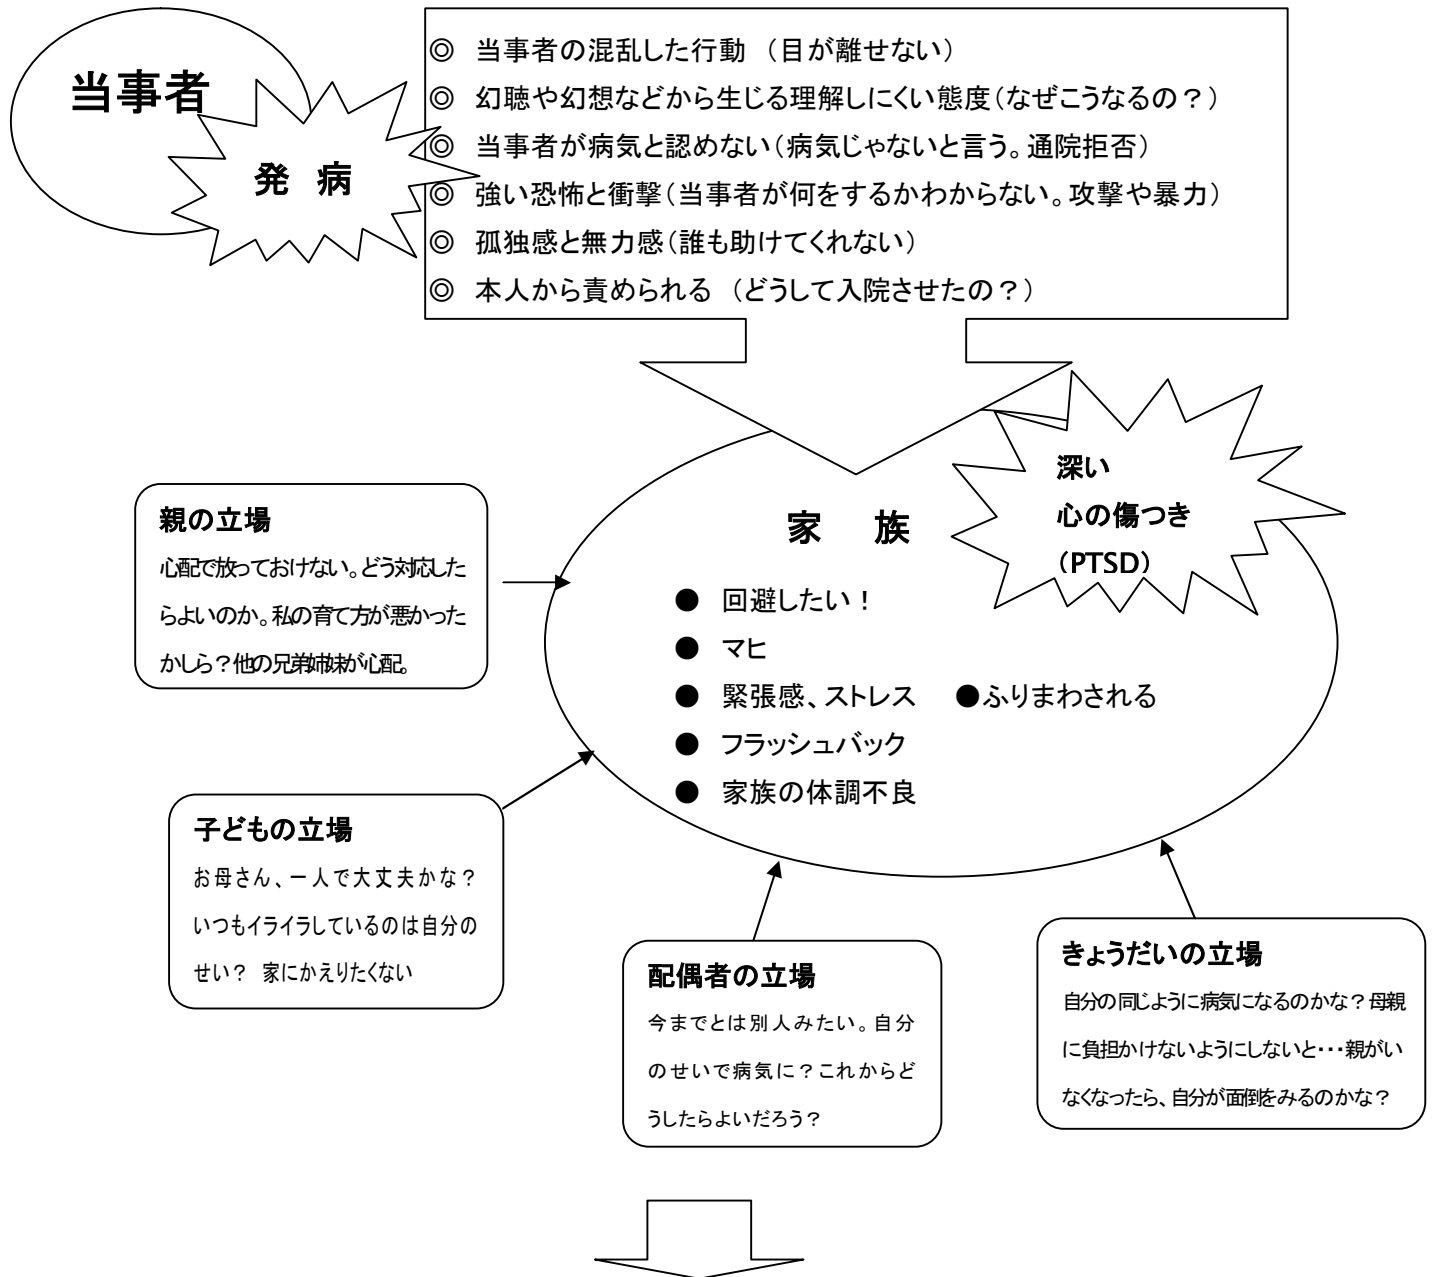 当事者
発 病
◎ 当事者の混乱した行動 （目が離せない）
◎ 幻聴や幻想などから生じる理解しにくい態度（なぜこうなるの？）
◎ 当事者が病気と認めない（病気じゃないと言う。通院拒否）
◎ 強い恐怖と衝撃（当事者が何をするかわからない。攻撃や暴力）
◎ 孤独感と無力感（誰も助けてくれない）
◎ 本人から責められる （どうして入院させたの？）
深い
心の傷つき
（PTSD）
家 族
● 回避したい！
● マヒ
● 緊張感、ストレス ●ふりまわされる
● フラッシュバック
● 家族の体調不良
親の立場
心配で放っておけない。どう対応した
らよいのか。私の育て方が悪かった
かしら？他の兄弟姉妹が心配。
子どもの立場
お母さん、一人で大丈夫かな？
いつもイライラしているのは自分の
せい？ 家にかえりたくない
配偶者の立場
今までとは別人みたい。自分
のせいで病気に？これからど
うしたらよいだろう？
きょうだいの立場
自分の同じように病気になるのかな？母親
に負担かけないようにしないと・・・親がい
なくなったら、自分が面倒をみるのかな？